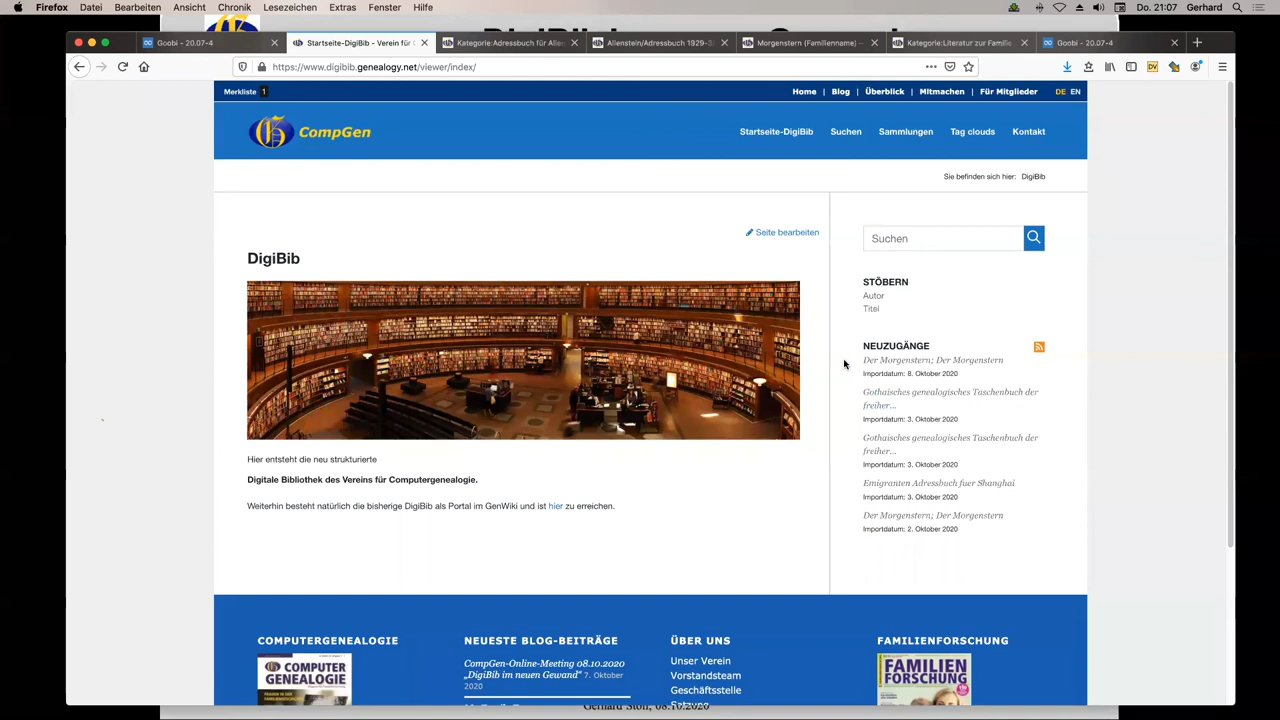 Firefox Ablage Bearbeiten Ansicht Chronik Lesezeichen Extras Fenster Hilfe Do. 21:07 Gerhard
Goobi - 20.07-4 Startseite-DigiBib - Verein für Kategorie:Adressbuch für Allen Allenstein/Adressbuch 1929-3 Morgenstern (Familienname) – Kategorie:Literatur zur Familie Goobi - 20.07-4
https://www.digibib.genealogy.net/viewer/index/
Merkliste 1
Home | Blog | Überblick | MItmachen | Für Mitglieder DE EN
CompGen
Startseite-DigiBib Suchen Sammlungen Tag clouds Kontakt
Sie befinden sich hier: DigiBib
Seite bearbeiten
DigiBib
Hier entsteht die neu strukturierte
Digitale Bibliothek des Vereins für Computergenealogie.
Weiterhin besteht natürlich die bisherige DigiBib als Portal im GenWiki und ist hier zu erreichen.
Suchen
STÖBERN
Autor
Titel
NEUZUGÄNGE
Der Morgenstern; Der Morgenstern
Importdatum: 8. Oktober 2020
Gothaisches genealogisches Taschenbuch der
freiher...
Importdatum: 3. Oktober 2020
Gothaisches genealogisches Taschenbuch der
freiher...
Importdatum: 3. Oktober 2020
Emigranten Adressbuch fuer Shanghai
Importdatum: 3. Oktober 2020
Der Morgenstern; Der Morgenstern
Importdatum: 2. Oktober 2020
COMPUTERGENEALOGIE
COMPUTER
GENEALOGIE
NEUESTE BLOG-BEITRÄGE
CompGen-Online-Meeting 08.10.2020
„DigiBib im neuen Gewand“ 7. Oktober
2020
ÜBER UNS
Unser Verein
Vorstandsteam
Geschäftsstelle
Satzung
FAMILIENFORSCHUNG
FAMILIEN
FORSCHUNG
Gerhard Stoll, 08.10.2020